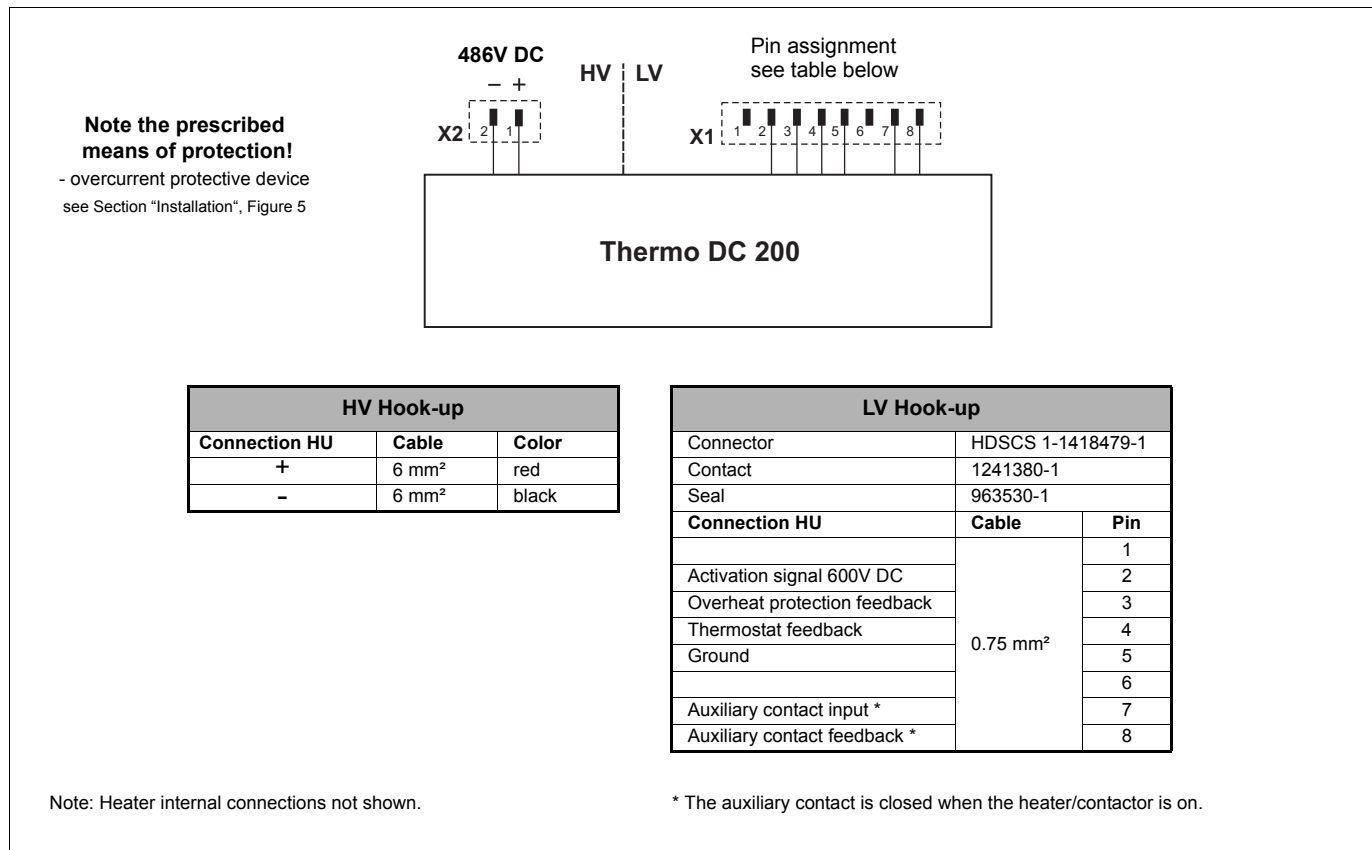 486V DC
− +
HV LV
Pin assignment
see table below
Note the prescribed
means of protection!
- overcurrent protective device
see Section “Installation“, Figure 5
X2 2 1
X1 1 2 3 4 5 6 7 8
Thermo DC 200
HV Hook-up
Connection HU Cable Color
+ 6 mm² red
− 6 mm² black
LV Hook-up
Connector HDSCS 1-1418479-1
Contact 1241380-1
Seal 963530-1
Connection HU Cable Pin
1
Activation signal 600V DC 2
Overheat protection feedback 3
Thermostat feedback 4
0.75 mm²
Ground 5
6
Auxiliary contact input * 7
Auxiliary contact feedback * 8
Note: Heater internal connections not shown.
* The auxiliary contact is closed when the heater/contactor is on.